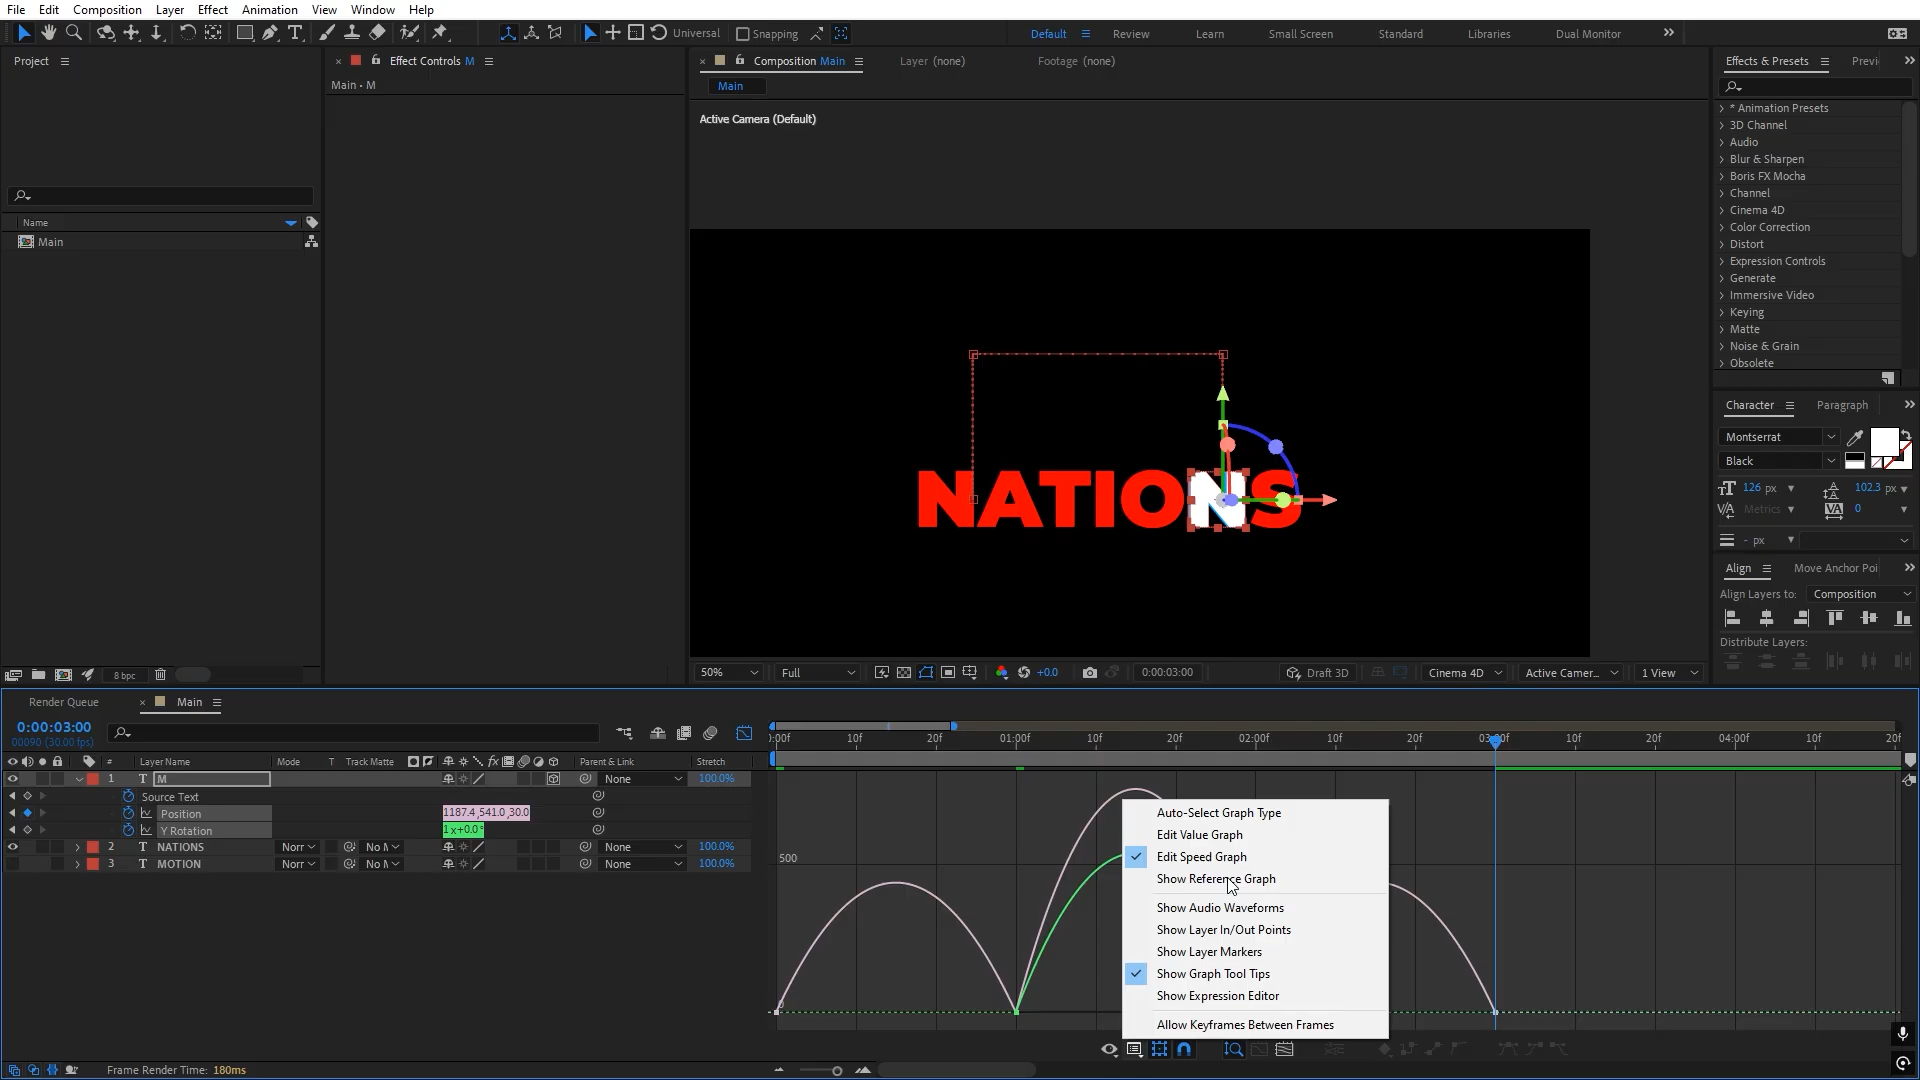 File Edit Composition Layer Effect Animation View Window Help
Universal Snapping Default Review Learn Small Screen Standard Libraries Dual Monitor
Project
Effect Controls M
Composition Main
Layer (none)
Footage (none)
Effects & Presets
Main • M
Main
Active Camera (Default)
* Animation Presets
3D Channel
Audio
Blur & Sharpen
Boris FX Mocha
Channel
Cinema 4D
Color Correction
Distort
Expression Controls
Generate
Immersive Video
Keying
Matte
Noise & Grain
Obsolete
Name
Main
NATIONS
N
Character Paragraph
Montserrat
Black
126 px 102.3 px
Metrics 0
- px
Align Move Anchor Poi
Align Layers to: Composition
Distribute Layers:
8 bpc
50% Full +0.0 0:00:03:00 Draft 3D Cinema 4D Active Camer... 1 View
Render Queue Main
0:00:03:00
00090 (30.00 fps)
10f 20f 01:00f 10f 20f 02:00f 10f 20f 10f 20f 04:00f 10f 20f
# Layer Name Mode T Track Matte Parent & Link Stretch
1 T M None 100.0%
Source Text
Position 1187.4,541.0,30.0
Y Rotation 1x+0.0°
2 T NATIONS Norr No M None 100.0%
3 T MOTION Norr No M None 100.0%
500
0
Auto-Select Graph Type
Edit Value Graph
Edit Speed Graph
Show Reference Graph
Show Audio Waveforms
Show Layer In/Out Points
Show Layer Markers
Show Graph Tool Tips
Show Expression Editor
Allow Keyframes Between Frames
Frame Render Time: 180ms